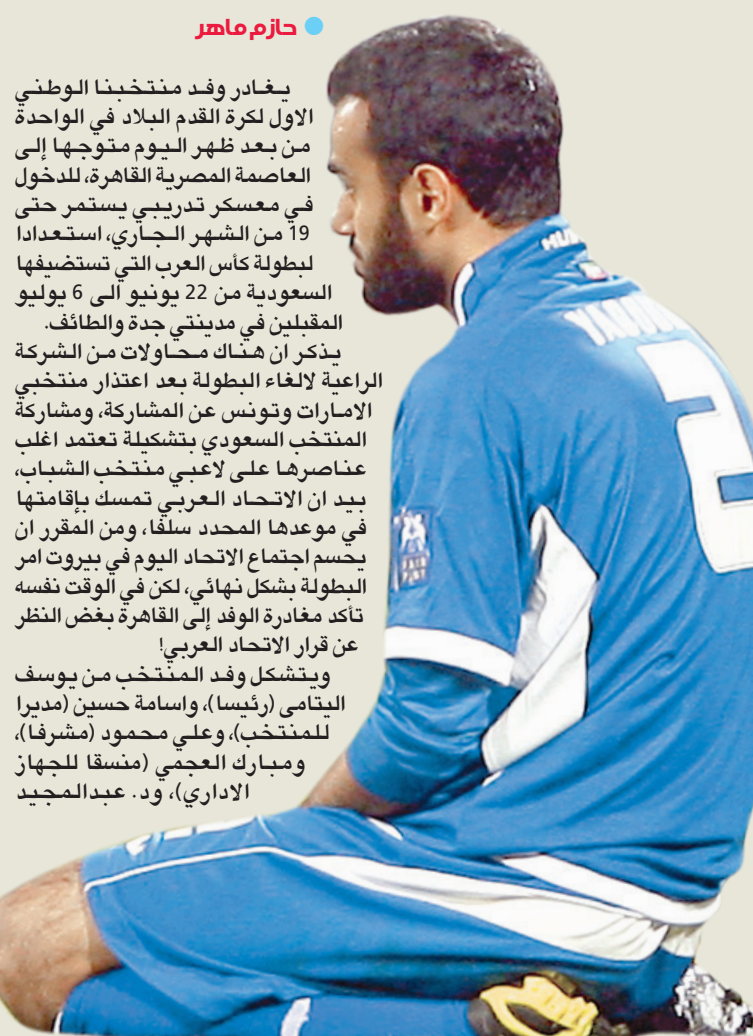 حازم ماهر
يغادر وفد منتخبنا الوطني
الاول لكرة القدم البلاد في الواحدة
من بعد ظهر اليوم متوجها إلى
العاصمة المصرية القاهرة، للدخول
في معسكر تدريبي يستمر حتى
19 من الشهر الجاري، استعدادا
لبطولة كأس العرب التي تستضيفها
السعودية من 22 يونيو الى 6 يوليو
المقبلين في مدينتي جدة والطائف.
يذكر ان هناك محاولات من الشركة
الراعية لالغاء البطولة بعد اعتذار منتخبي
الامارات وتونس عن المشاركة، ومشاركة
المنتخب السعودي بتشكيلة تعتمد اغلب
عناصرها على لاعبي منتخب الشباب،
بيد ان الاتحاد العربي تمسك بإقامتها
في موعدها المحدد سلفا، ومن المقرر ان
يحسم اجتماع الاتحاد اليوم في بيروت امر
البطولة بشكل نهائي، لكن في الوقت نفسه
تأكد مغادرة الوفد إلى القاهرة بغض النظر
عن قرار الاتحاد العربي!
ويتشكل وفد المنتخب من يوسف
اليتامى (رئيسا)، واسامة حسين (مديرا
للمنتخب)، وعلي محمود (مشرفا)،
ومبارك العجمي (منسقا للجهاز
الاداري)، ود. عبدالمجيد
2